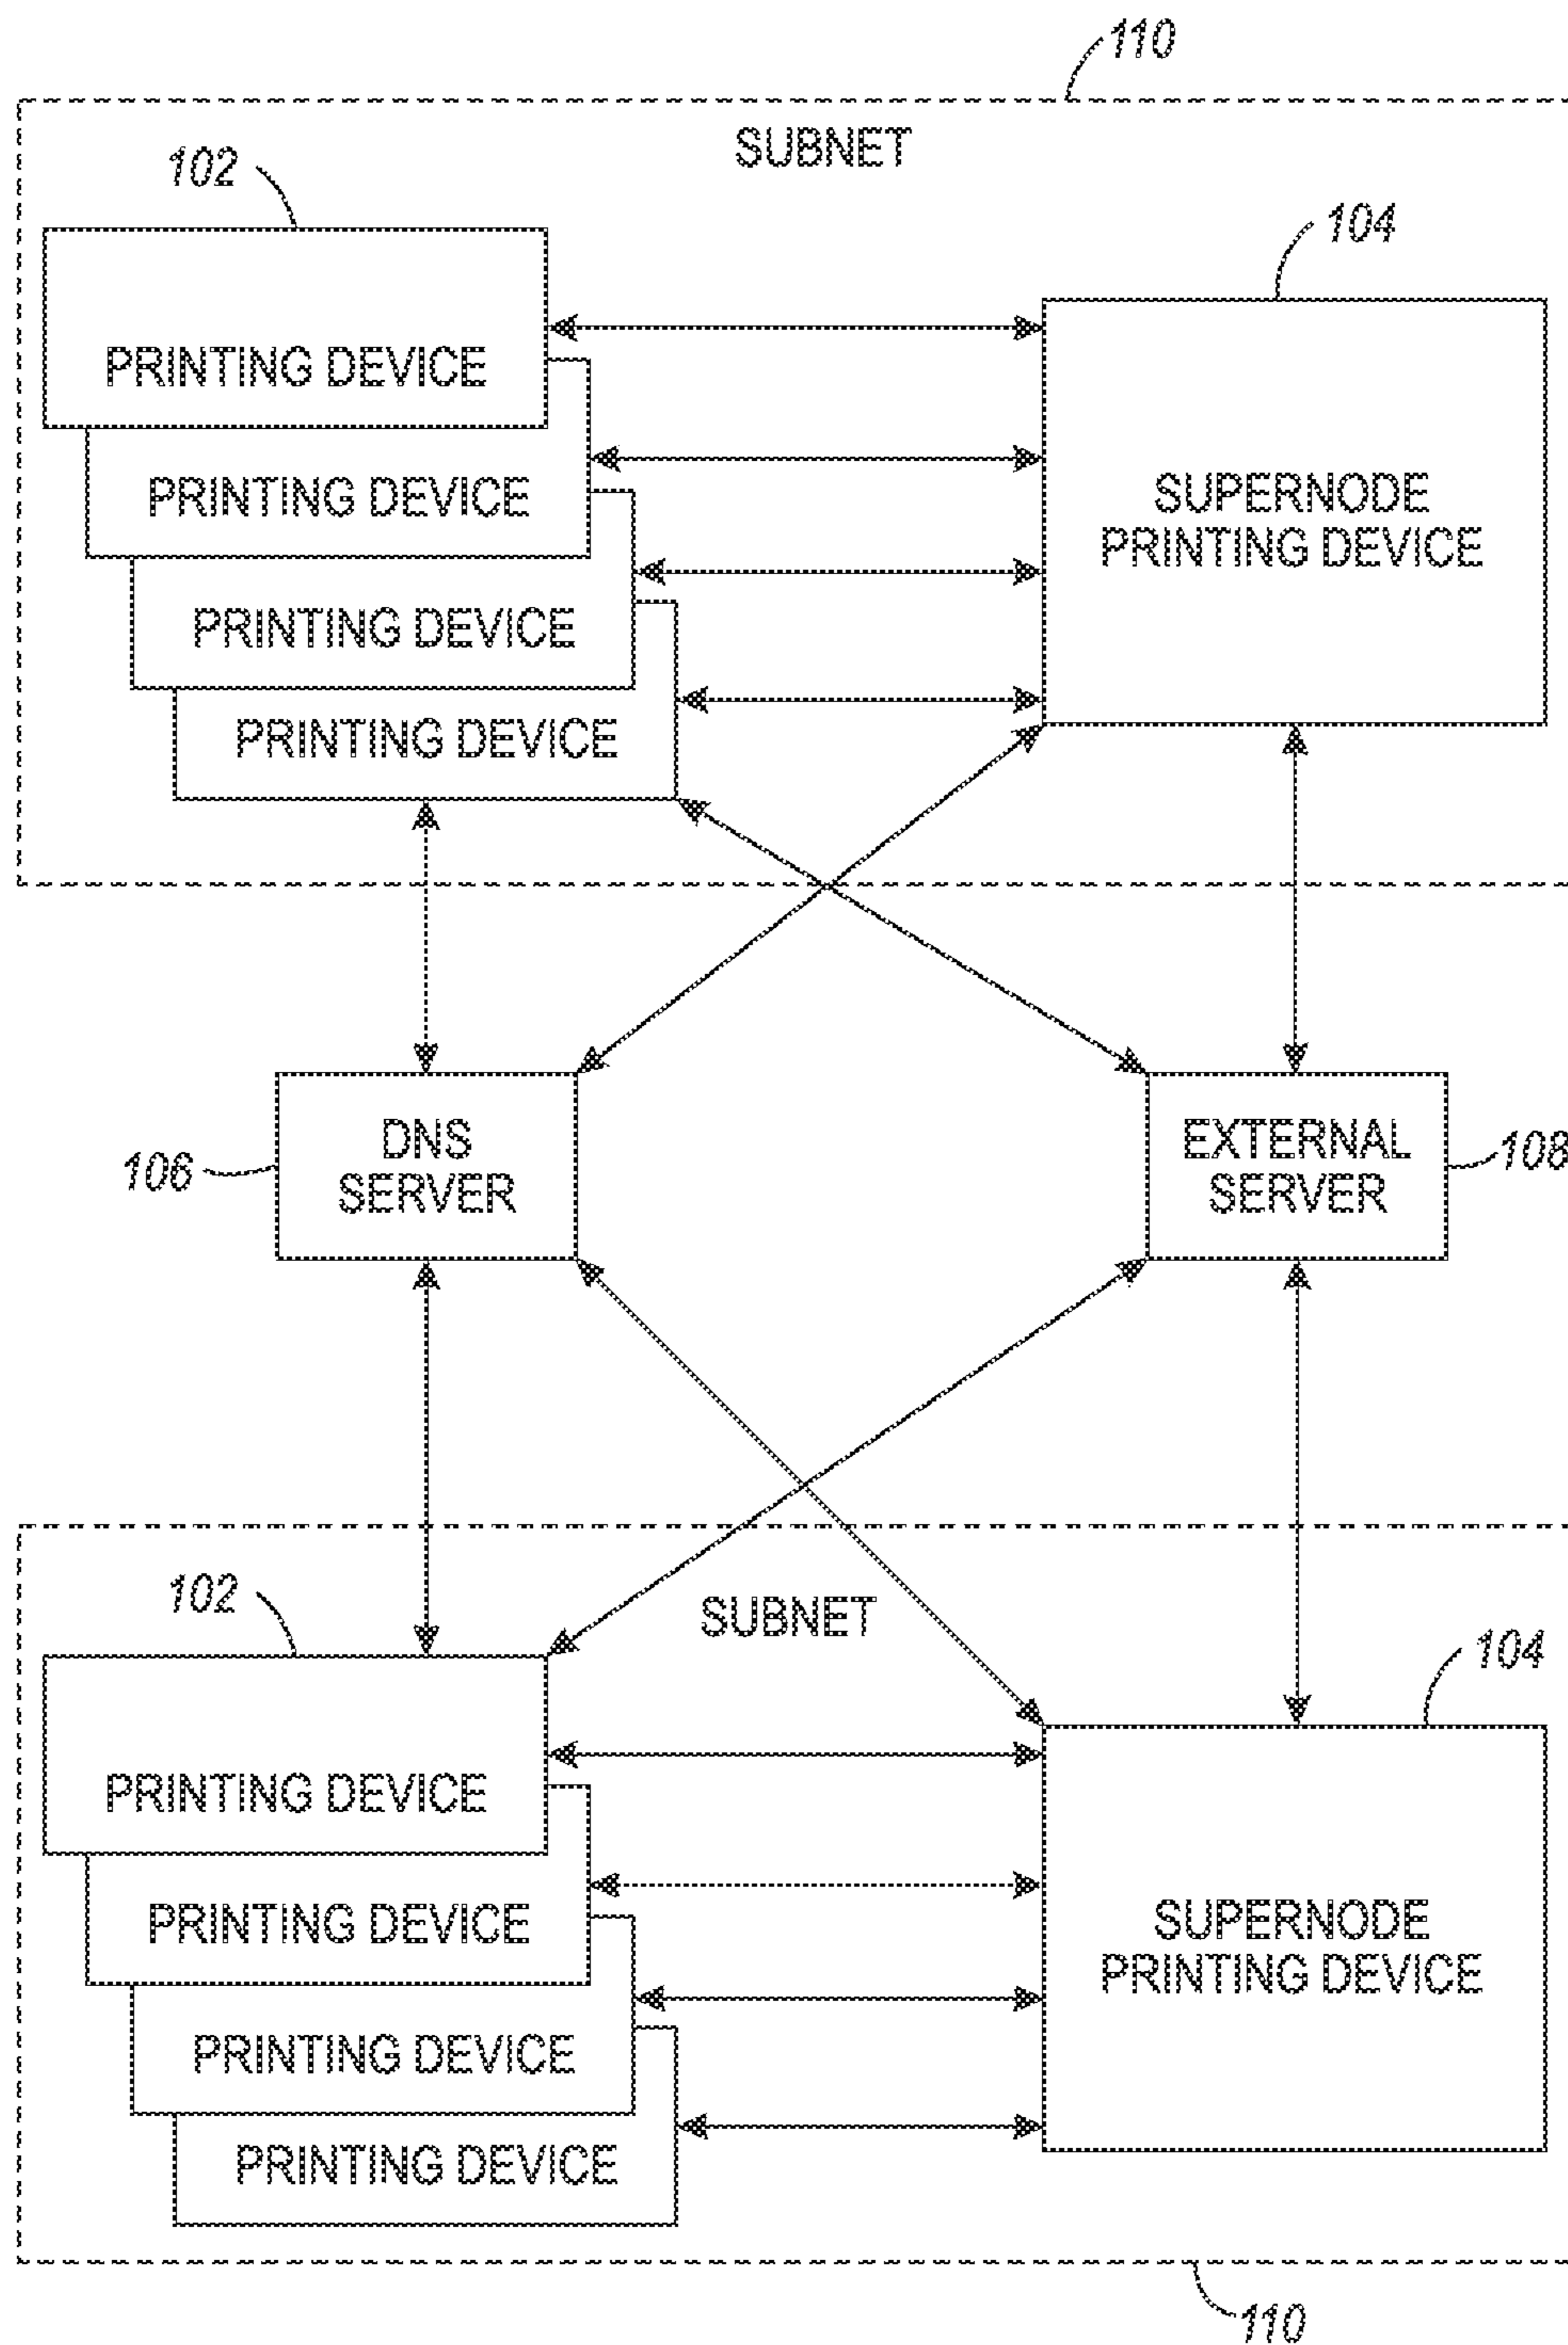 110
SUBNET
102
104
PRINTING DEVICE
PRINTING DEVICE
SUPERNODE
PRINTING DEVICE
PRINTING DEVICE
PRINTING DEVICE
DNS
SERVER
106
EXTERNAL
SERVER
108
102
SUBNET
104
PRINTING DEVICE
PRINTING DEVICE
SUPERNODE
PRINTING DEVICE
PRINTING DEVICE
PRINTING DEVICE
110